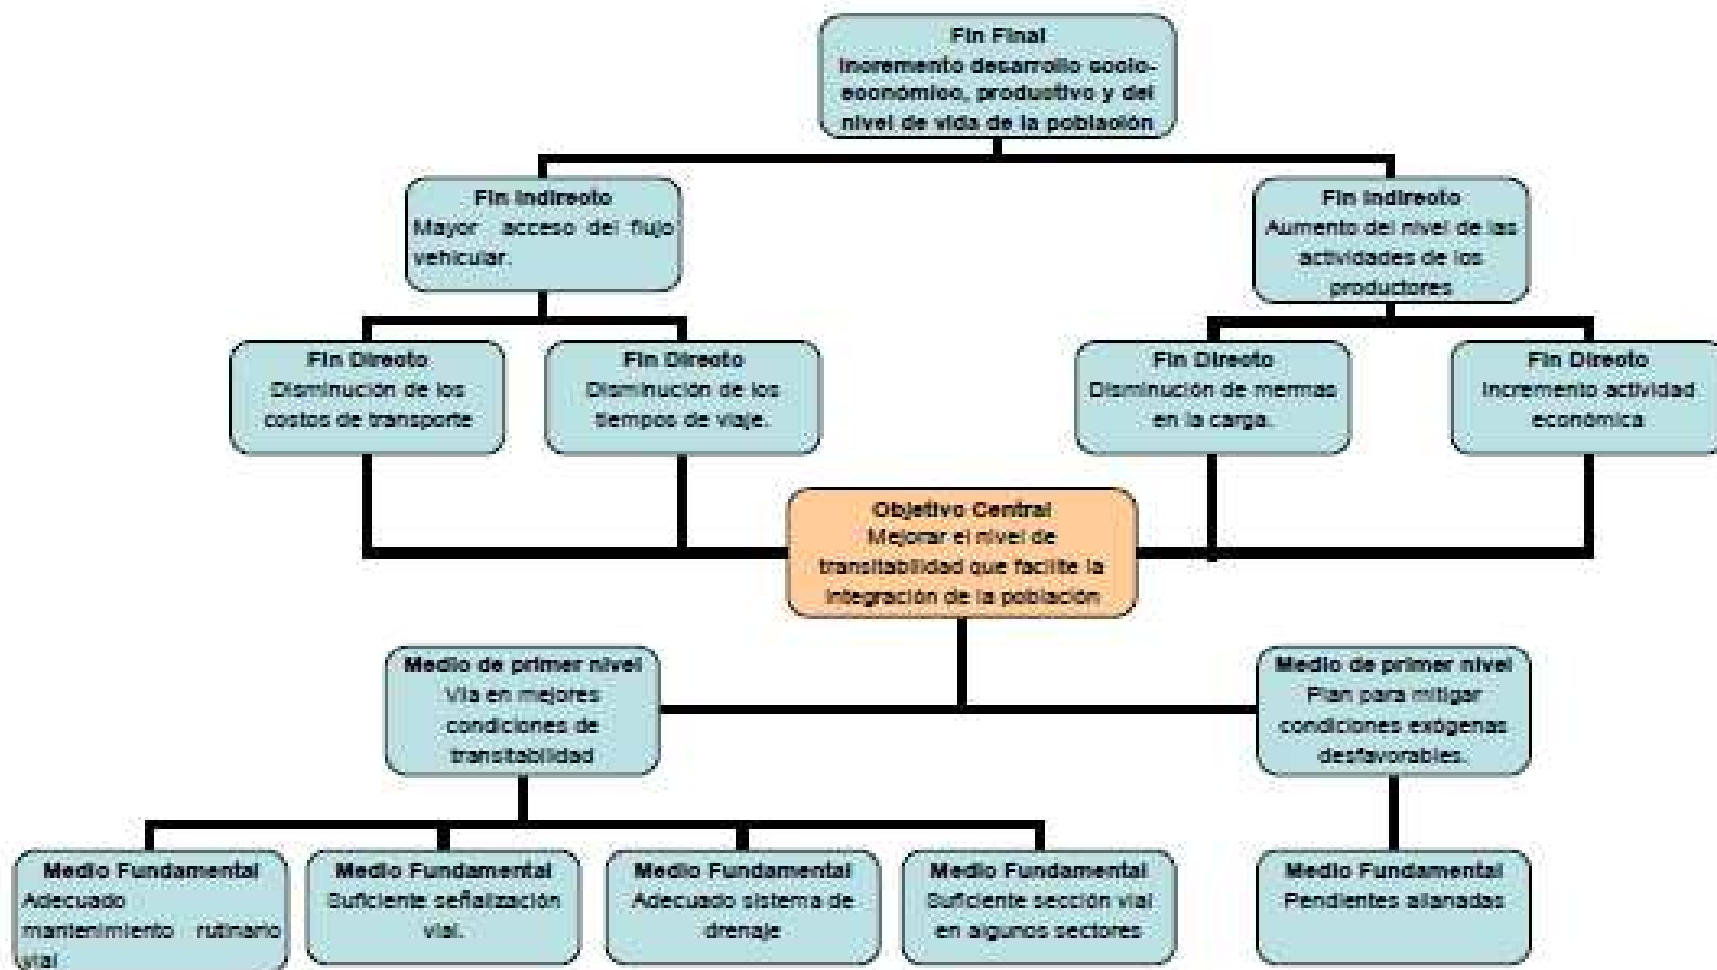 Fin Final
Incremento desarrollo socio-
económico, productivo y del
nivel de vida de la población
Fin Indirecto
Mayor acceso del flujo
vehicular.
Fin Indirecto
Aumento del nivel de las
actividades de los
productores
Fin Directo
Disminución de los
costos de transporte
Fin Directo
Disminución de los
tiempos de viaje.
Fin Directo
Disminución de mermas
en la carga.
Fin Directo
Incremento actividad
económica
Objetivo Central
Mejorar el nivel de
transitabilidad que facilite la
integración de la población
Medio de primer nivel
Vía en mejores
condiciones de
transitabilidad
Medio de primer nivel
Plan para mitigar
condiciones exógenas
desfavorables.
Medio Fundamental
Adecuado
mantenimiento rutinario
vial
Medio Fundamental
Suficiente señalización
vial.
Medio Fundamental
Adecuado sistema de
drenaje
Medio Fundamental
Suficiente sección vial
en algunos sectores
Medio Fundamental
Pendientes allanadas